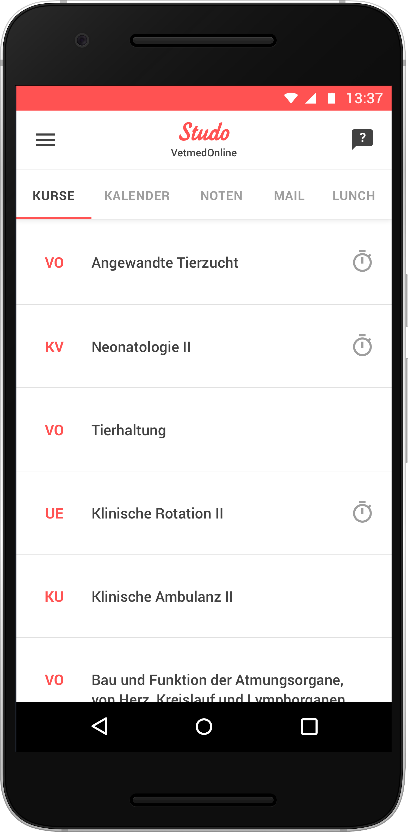 13:37
Studo
VetmedOnline
?
KURSE KALENDER NOTEN MAIL LUNCH
VO Angewandte Tierzucht
KV Neonatologie II
VO Tierhaltung
UE Klinische Rotation II
KU Klinische Ambulanz II
VO Bau und Funktion der Atmungsorgane,
von Herz, Kreislauf und Lymphorganen